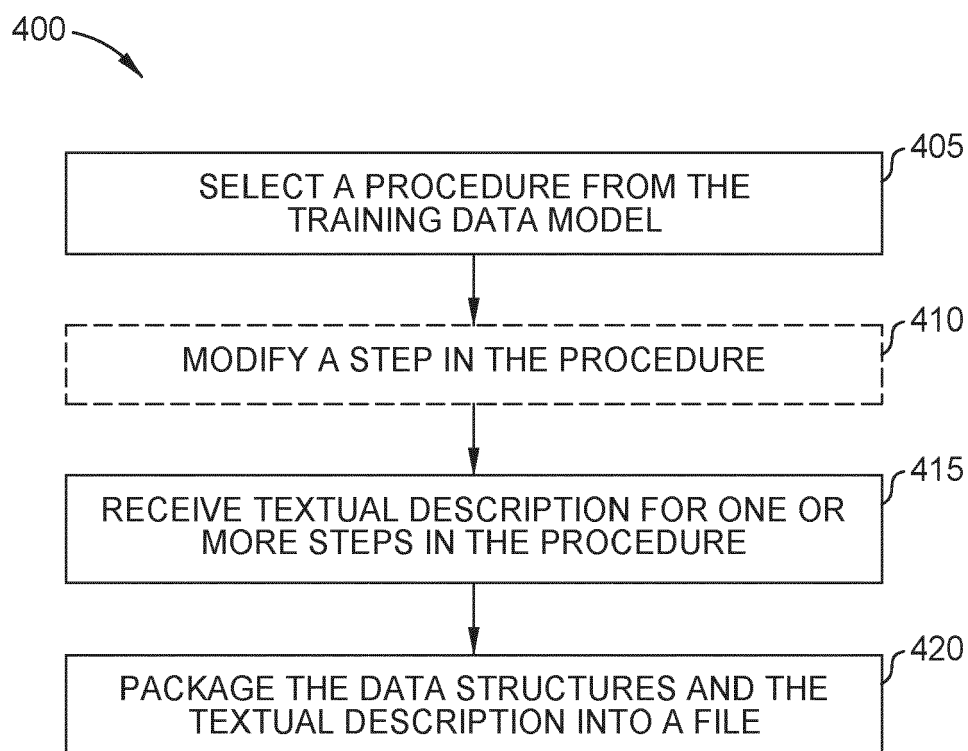 400
405
SELECT A PROCEDURE FROM THE
TRAINING DATA MODEL
410
MODIFY A STEP IN THE PROCEDURE
415
RECEIVE TEXTUAL DESCRIPTION FOR ONE OR
MORE STEPS IN THE PROCEDURE
420
PACKAGE THE DATA STRUCTURES AND THE
TEXTUAL DESCRIPTION INTO A FILE